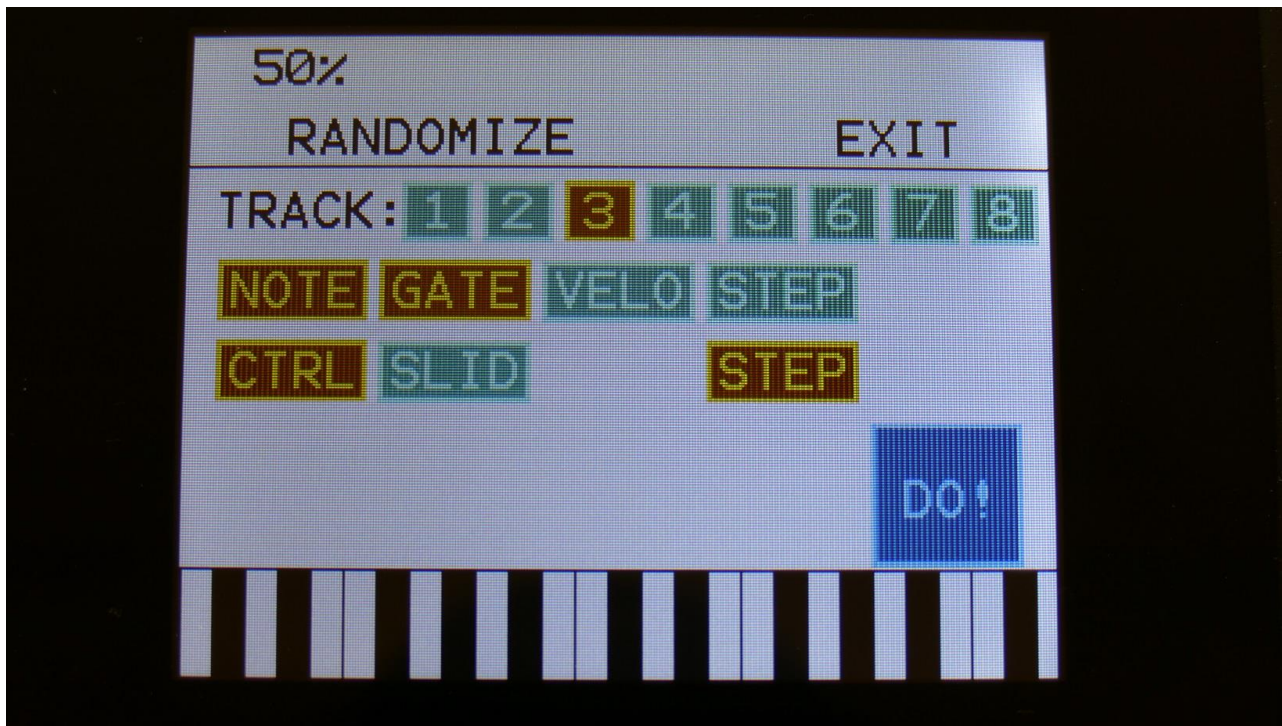 50%
RANDOMIZE EXIT
TRACK: 1 2 3 4 5 6 7 8
NOTE GATE VELO STEP
CTRL SLID STEP
DO!